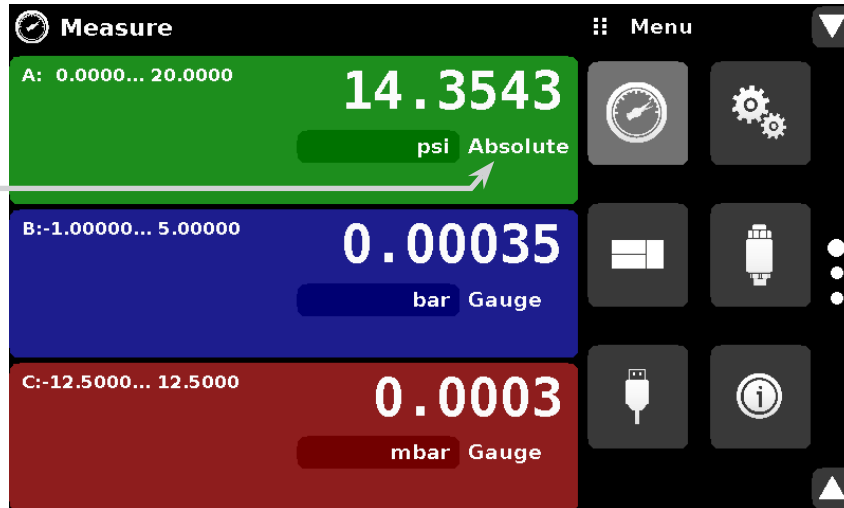 Measure
Menu
A: 0.0000... 20.0000
14.3543
psi Absolute
B:-1.00000... 5.00000
0.00035
bar Gauge
C:-12.5000... 12.5000
0.0003
mbar Gauge